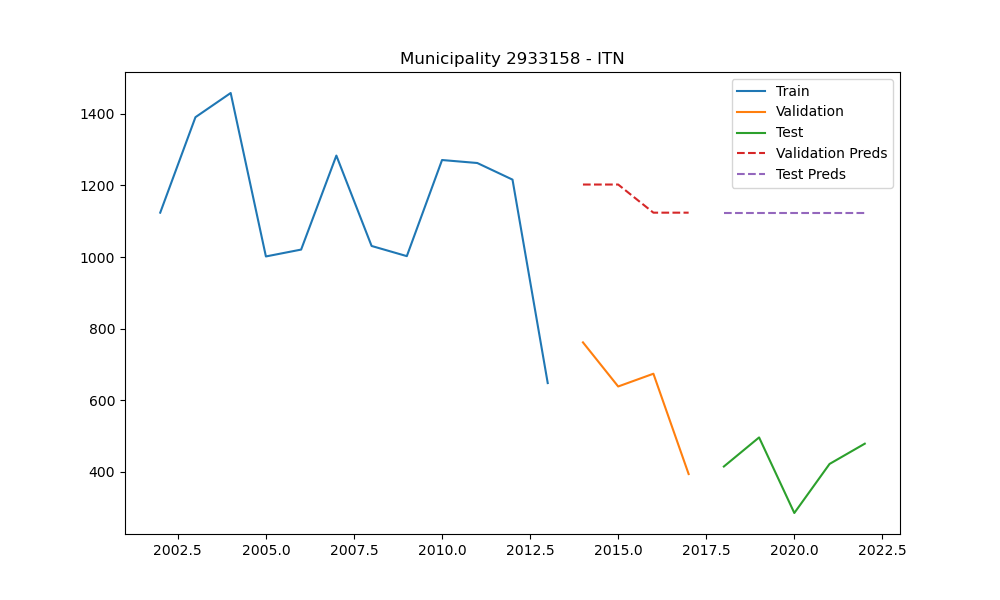 Municipality 2933158 - ITN
Train
Validation
Test
Validation Preds
Test Preds
1400
1200
1000
800
600
400
2002.5 2005.0 2007.5 2010.0 2012.5 2015.0 2017.5 2020.0 2022.5